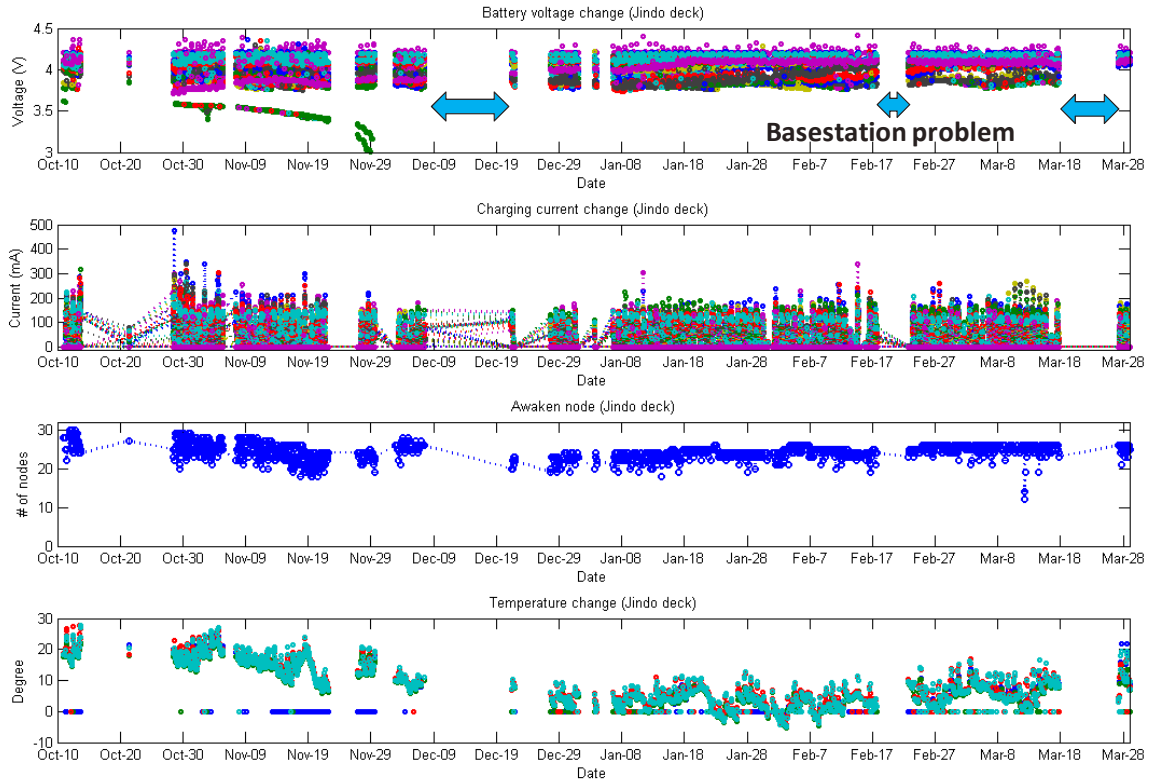 Battery voltage change (Jindo deck)
Voltage (V)
4.5
4
3.5
3
Basestation problem
Oct-10 Oct-20 Oct-30 Nov-09 Nov-19 Nov-29 Dec-09 Dec-19 Dec-29 Jan-08 Jan-18 Jan-28 Feb-7 Feb-17 Feb-27 Mar-8 Mar-18 Mar-28
Date
Charging current change (Jindo deck)
Current (mA)
500
400
300
200
100
0
Oct-10 Oct-20 Oct-30 Nov-09 Nov-19 Nov-29 Dec-09 Dec-19 Dec-29 Jan-08 Jan-18 Jan-28 Feb-7 Feb-17 Feb-27 Mar-8 Mar-18 Mar-28
Date
Awaken node (Jindo deck)
# of nodes
30
20
10
0
Oct-10 Oct-20 Oct-30 Nov-09 Nov-19 Nov-29 Dec-09 Dec-19 Dec-29 Jan-08 Jan-18 Jan-28 Feb-7 Feb-17 Feb-27 Mar-8 Mar-18 Mar-28
Date
Temperature change (Jindo deck)
Degree
30
20
10
0
-10
Oct-10 Oct-20 Oct-30 Nov-09 Nov-19 Nov-29 Dec-09 Dec-19 Dec-29 Jan-08 Jan-18 Jan-28 Feb-7 Feb-17 Feb-27 Mar-8 Mar-18 Mar-28
Date